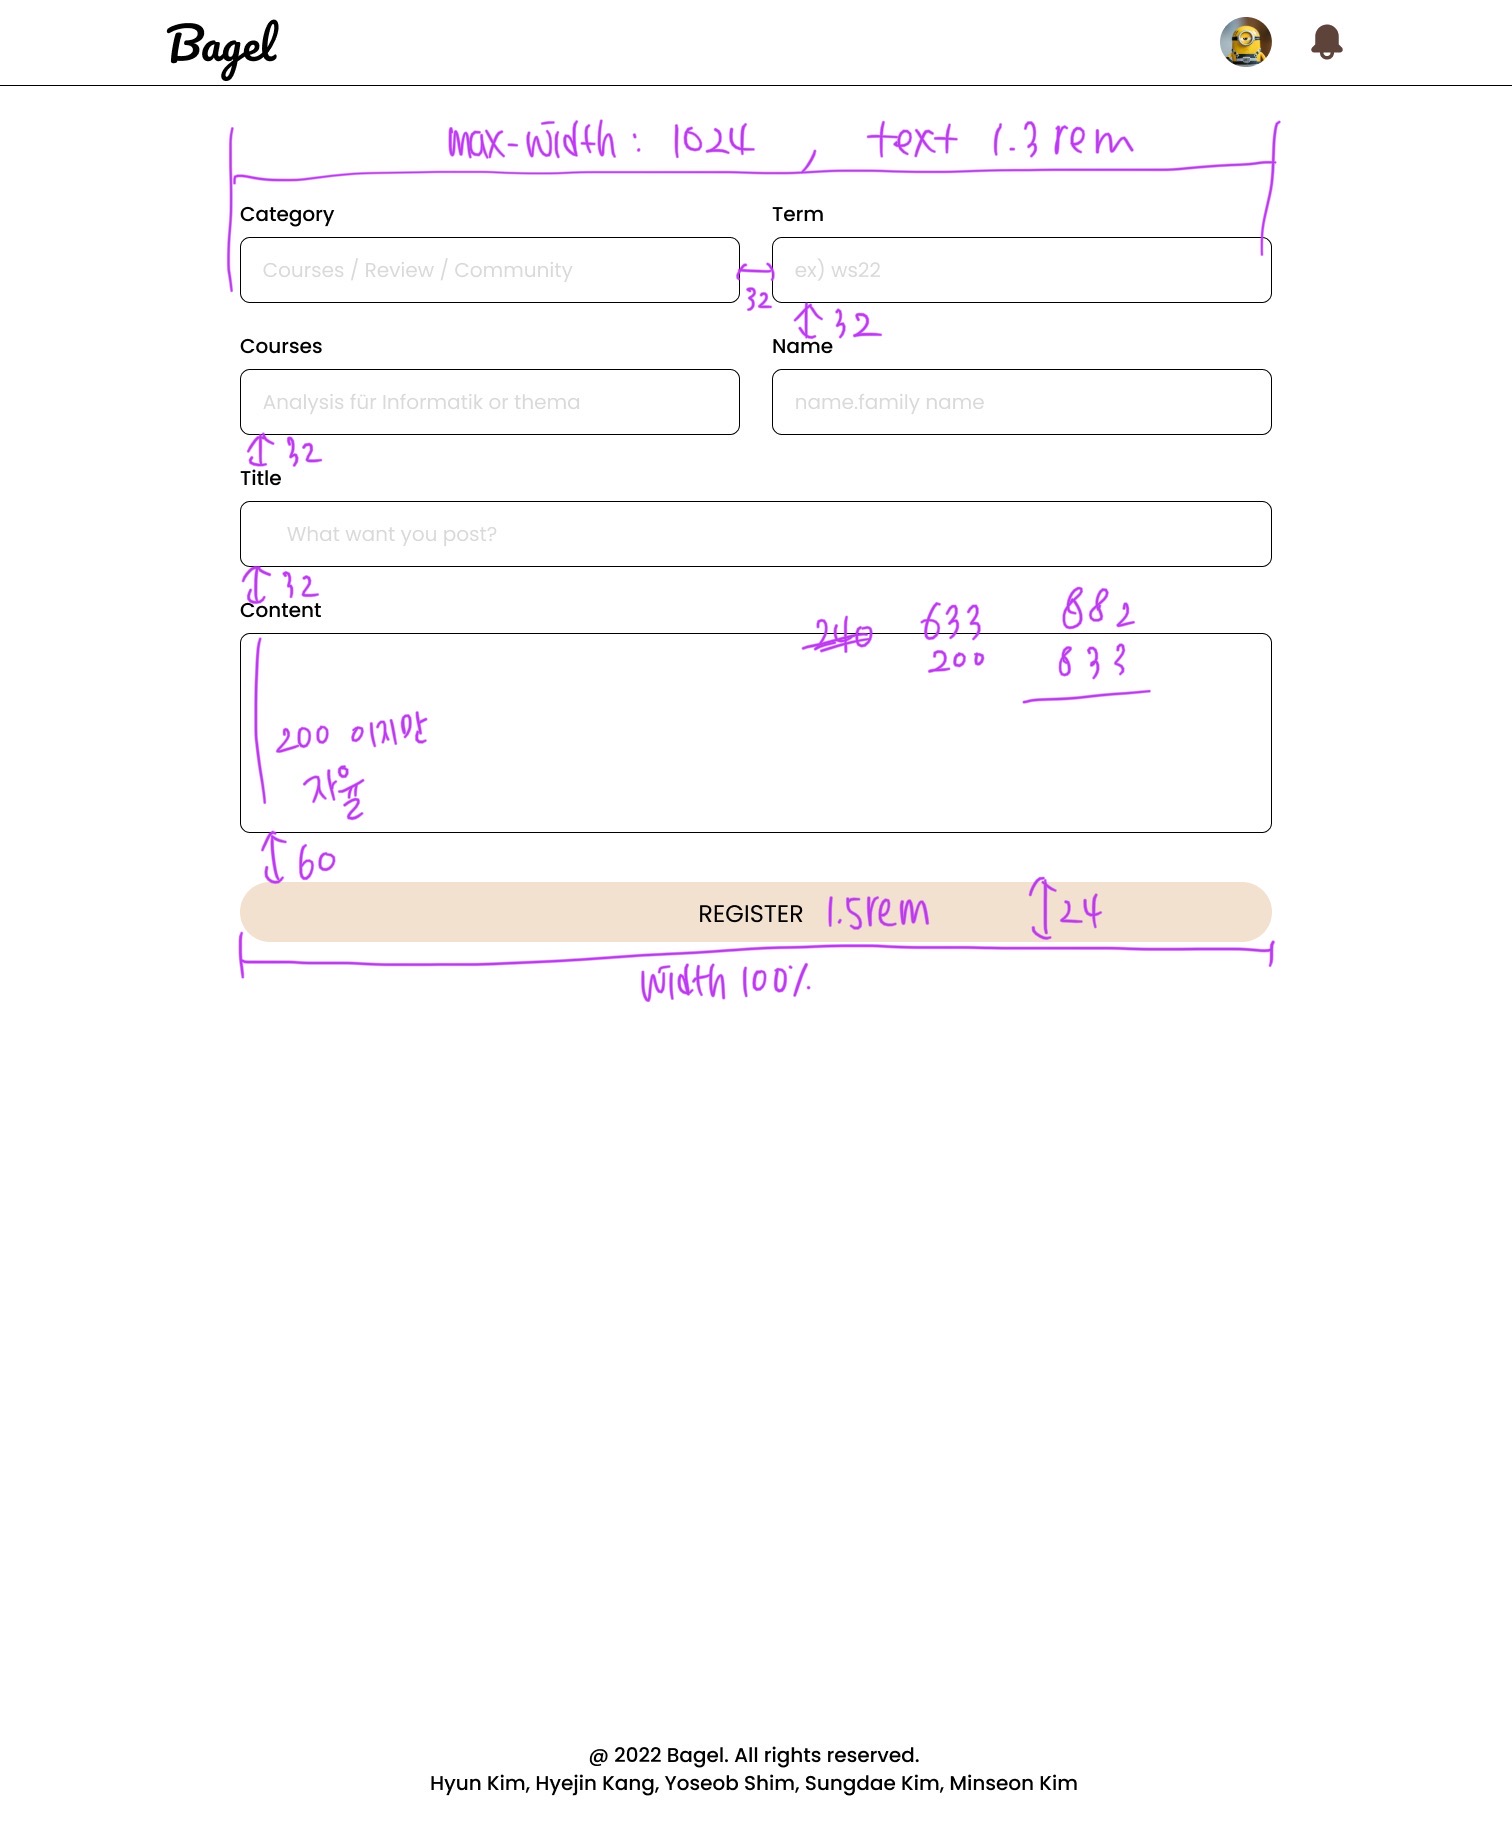 Bagel
max-width : 1024 , text 1.3rem
Category
Term
Courses / Review / Community
ex) ws22
32
32
Courses
Name
Analysis für Informatik or thema
name.family name
32
Title
What want you post?
32
Content
240 633 882
200 833
200 이지만
자율
60
REGISTER 1.5rem 24
width 100%
@ 2022 Bagel. All rights reserved.
Hyun Kim, Hyejin Kang, Yoseob Shim, Sungdae Kim, Minseon Kim